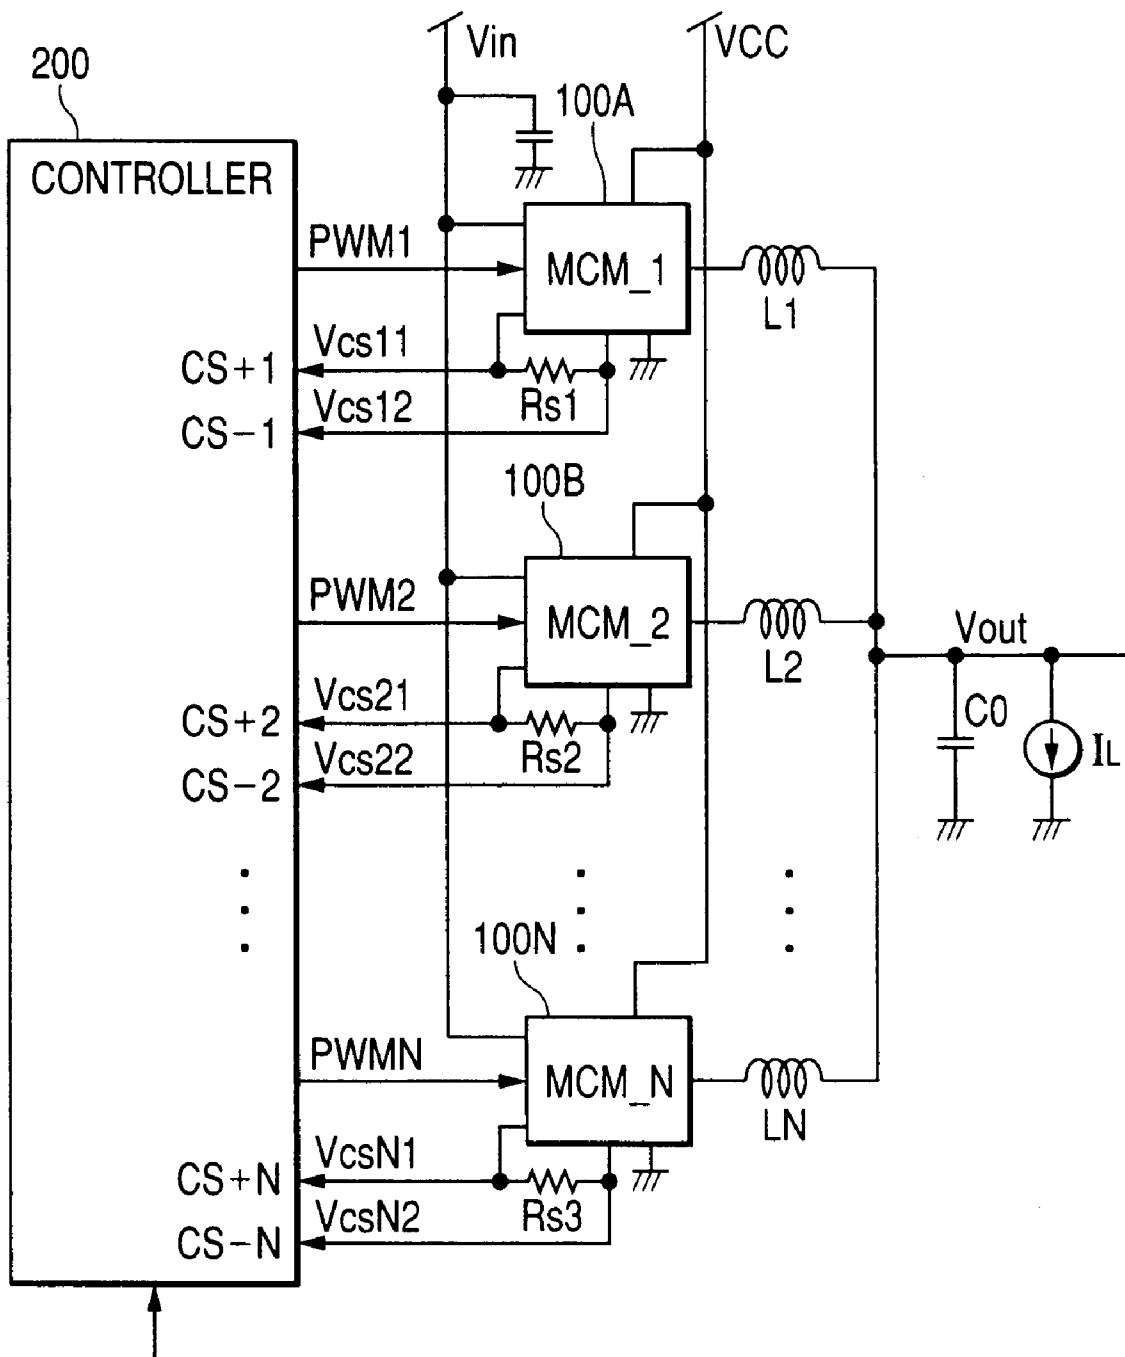 Vin
VCC
200
100A
CONTROLLER
PWM1
MCM_1
L1
Vcs11
CS+1
Rs1
Vcs12
CS-1
100B
PWM2
MCM_2
L2
Vout
Vcs21
CS+2
Rs2
C0
IL
Vcs22
CS-2
100N
PWMN
MCM_N
LN
VcsN1
CS+N
Rs3
VcsN2
CS-N